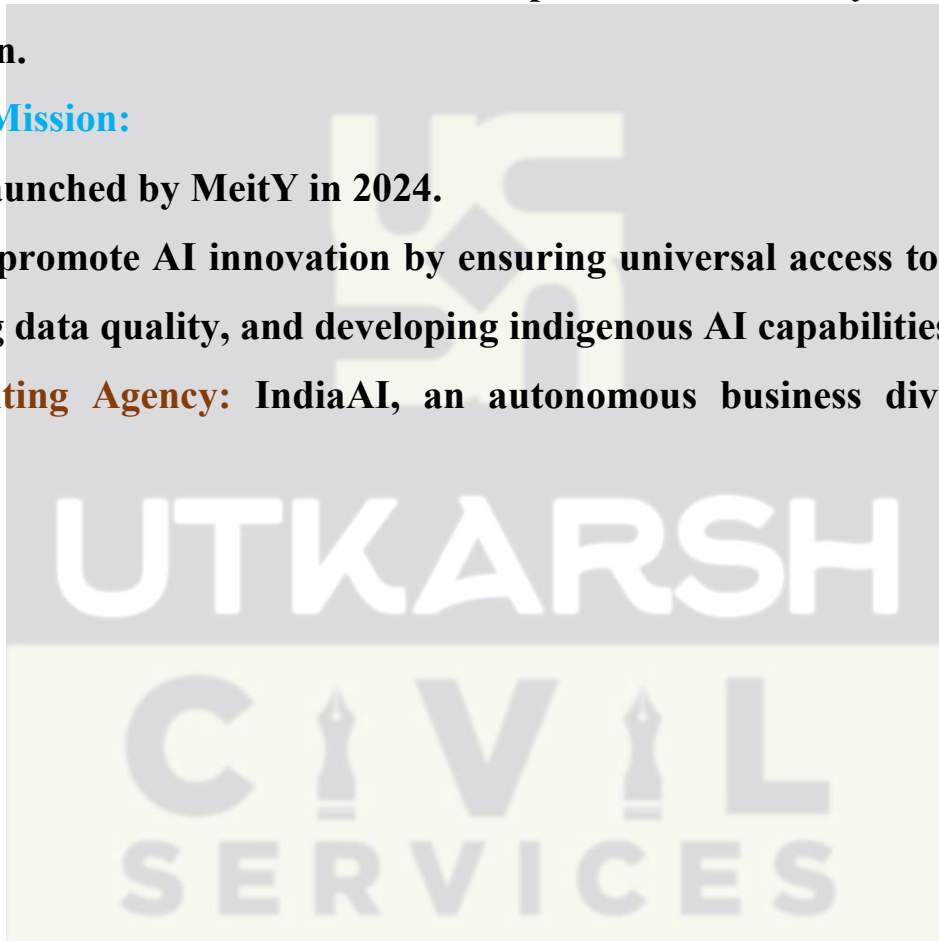 n.
Mission:
aunched by MeitY in 2024.
promote AI innovation by ensuring universal access to
g data quality, and developing indigenous AI capabilities
ting Agency: IndiaAI, an autonomous business div
UTKARSH
CIVIL
SERVICES